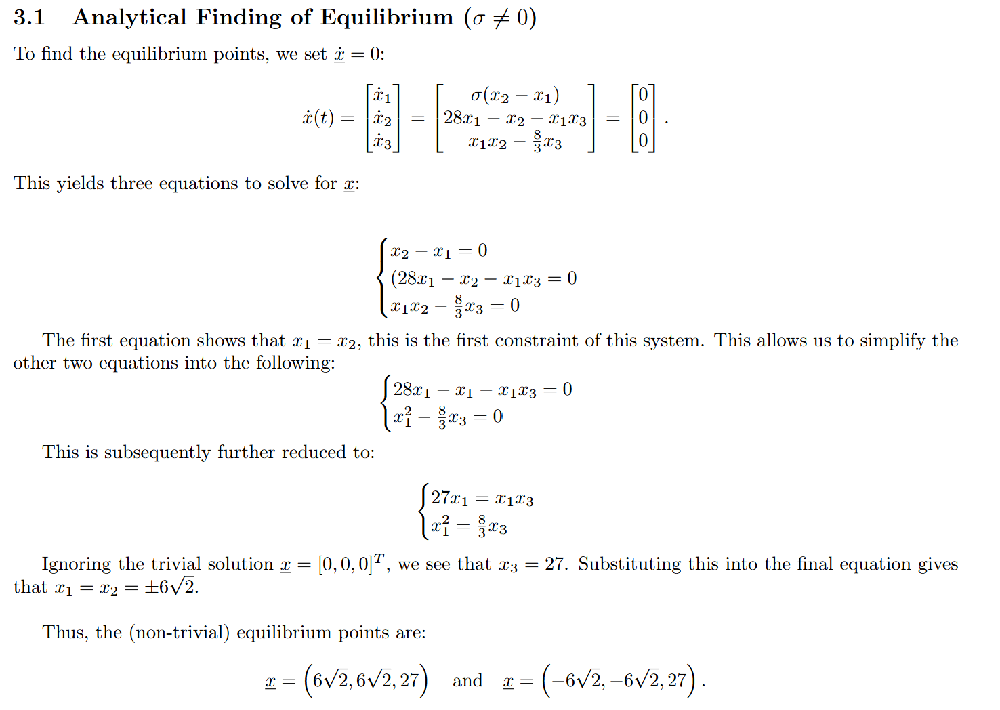 3.1 Analytical Finding of Equilibrium (σ ≠ 0)
To find the equilibrium points, we set $\underline{\dot{x}} = 0$:
$\dot{x}(t) = \begin{bmatrix} \dot{x}_1 \\ \dot{x}_2 \\ \dot{x}_3 \end{bmatrix} = \begin{bmatrix} \sigma(x_2 - x_1) \\ 28x_1 - x_2 - x_1x_3 \\ x_1x_2 - \frac{8}{3}x_3 \end{bmatrix} = \begin{bmatrix} 0 \\ 0 \\ 0 \end{bmatrix}.$
This yields three equations to solve for $\underline{x}$:
$\begin{cases} x_2 - x_1 = 0 \\ (28x_1 - x_2 - x_1x_3 = 0 \\ x_1x_2 - \frac{8}{3}x_3 = 0 \end{cases}$
The first equation shows that $x_1 = x_2$, this is the first constraint of this system. This allows us to simplify the
other two equations into the following:
$\begin{cases} 28x_1 - x_1 - x_1x_3 = 0 \\ x_1^2 - \frac{8}{3}x_3 = 0 \end{cases}$
This is subsequently further reduced to:
$\begin{cases} 27x_1 = x_1x_3 \\ x_1^2 = \frac{8}{3}x_3 \end{cases}$
Ignoring the trivial solution $\underline{x} = [0, 0, 0]^T$, we see that $x_3 = 27$. Substituting this into the final equation gives
that $x_1 = x_2 = \pm 6\sqrt{2}$.
Thus, the (non-trivial) equilibrium points are:
$\underline{x} = \left(6\sqrt{2}, 6\sqrt{2}, 27\right)$ and $\underline{x} = \left(-6\sqrt{2}, -6\sqrt{2}, 27\right).$